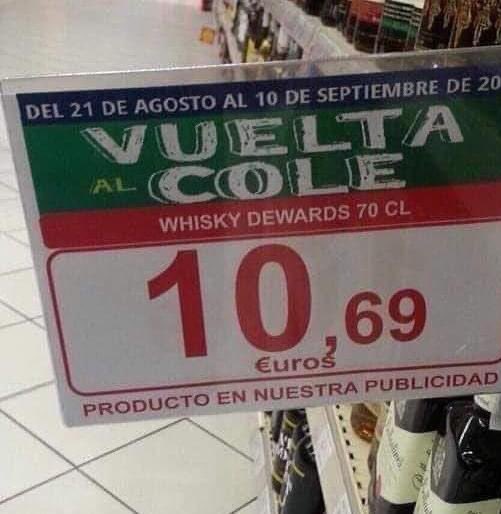 DEL 21 DE AGOSTO AL 10 DE SEPTIEMBRE DE 20
VUELTA
AL COLE
WHISKY DEWARDS 70 CL
10,69
€uros
PRODUCTO EN NUESTRA PUBLICIDAD